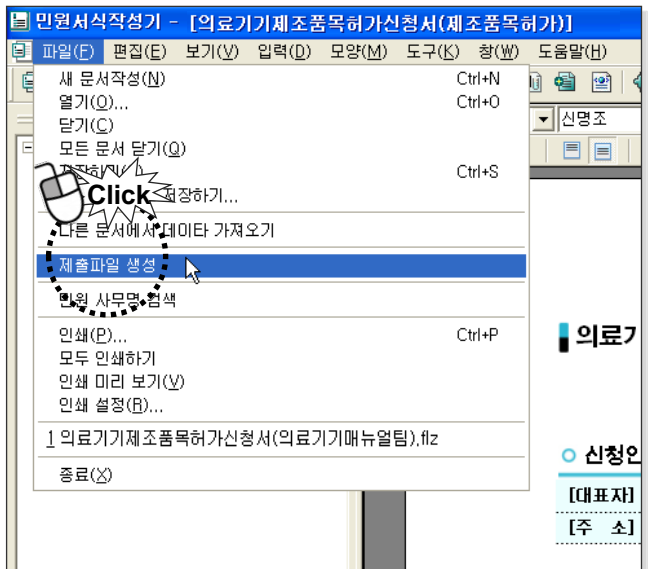 민원서식작성기 - [의료기기제조품목허가신청서(제조품목허가)]
파일(F) 편집(E) 보기(V) 입력(D) 모양(M) 도구(K) 창(W) 도움말(H)
새 문서작성(N) Ctrl+N
열기(O)... Ctrl+O
닫기(C)
모든 문서 닫기(Q)
Ctrl+S
Click 저장하기...
다른 문서에서 데이타 가져오기
제출파일 생성
민원 사무명 검색
인쇄(P)... Ctrl+P
모두 인쇄하기
인쇄 미리 보기(V)
인쇄 설정(R)...
1 의료기기제조품목허가신청서(의료기기매뉴얼팀).flz
종료(X)
신명조
의료기
신청인
[대표자]
[주 소]